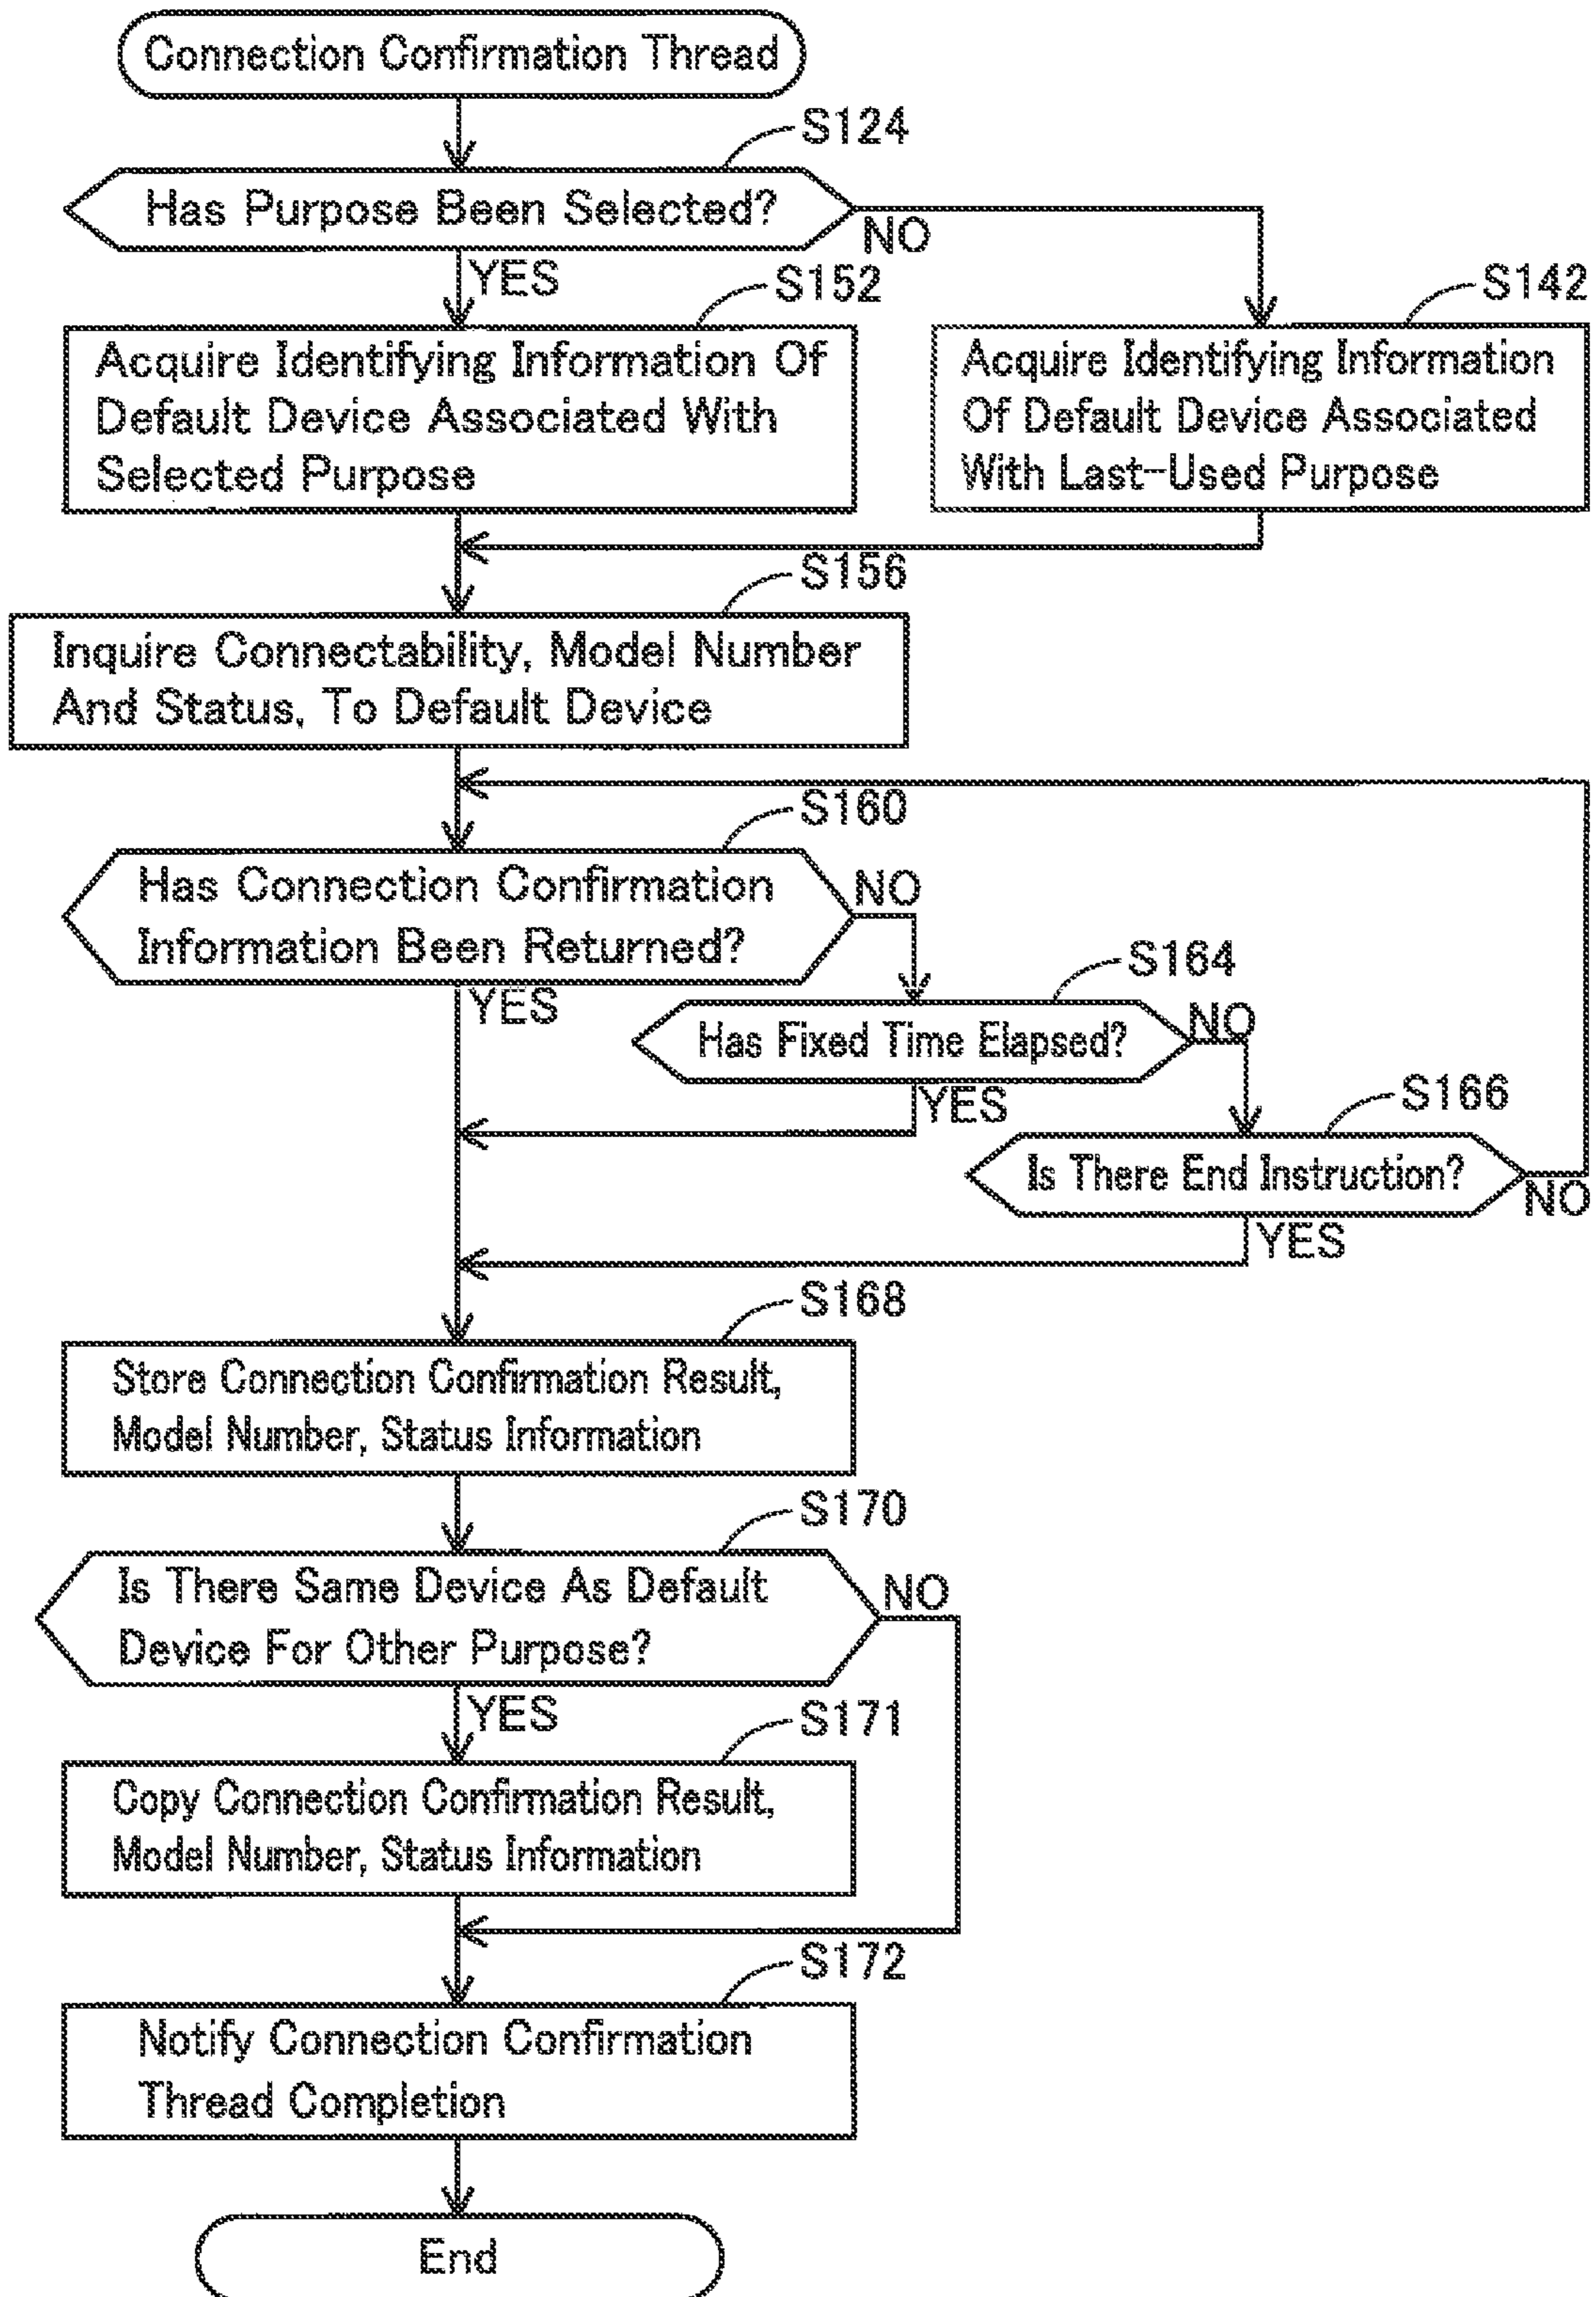 Connection Confirmation Thread
S124
Has Purpose Been Selected?
NO
YES
S152
S142
Acquire Identifying Information Of
Default Device Associated With
Selected Purpose
Acquire Identifying Information
Of Default Device Associated
With Last-Used Purpose
S156
Inquire Connectability, Model Number
And Status, To Default Device
S160
Has Connection Confirmation
Information Been Returned?
NO
YES
S164
Has Fixed Time Elapsed?
NO
YES
S166
Is There End Instruction?
NO
YES
S168
Store Connection Confirmation Result,
Model Number, Status Information
S170
Is There Same Device As Default
Device For Other Purpose?
NO
YES
S171
Copy Connection Confirmation Result,
Model Number, Status Information
S172
Notify Connection Confirmation
Thread Completion
End